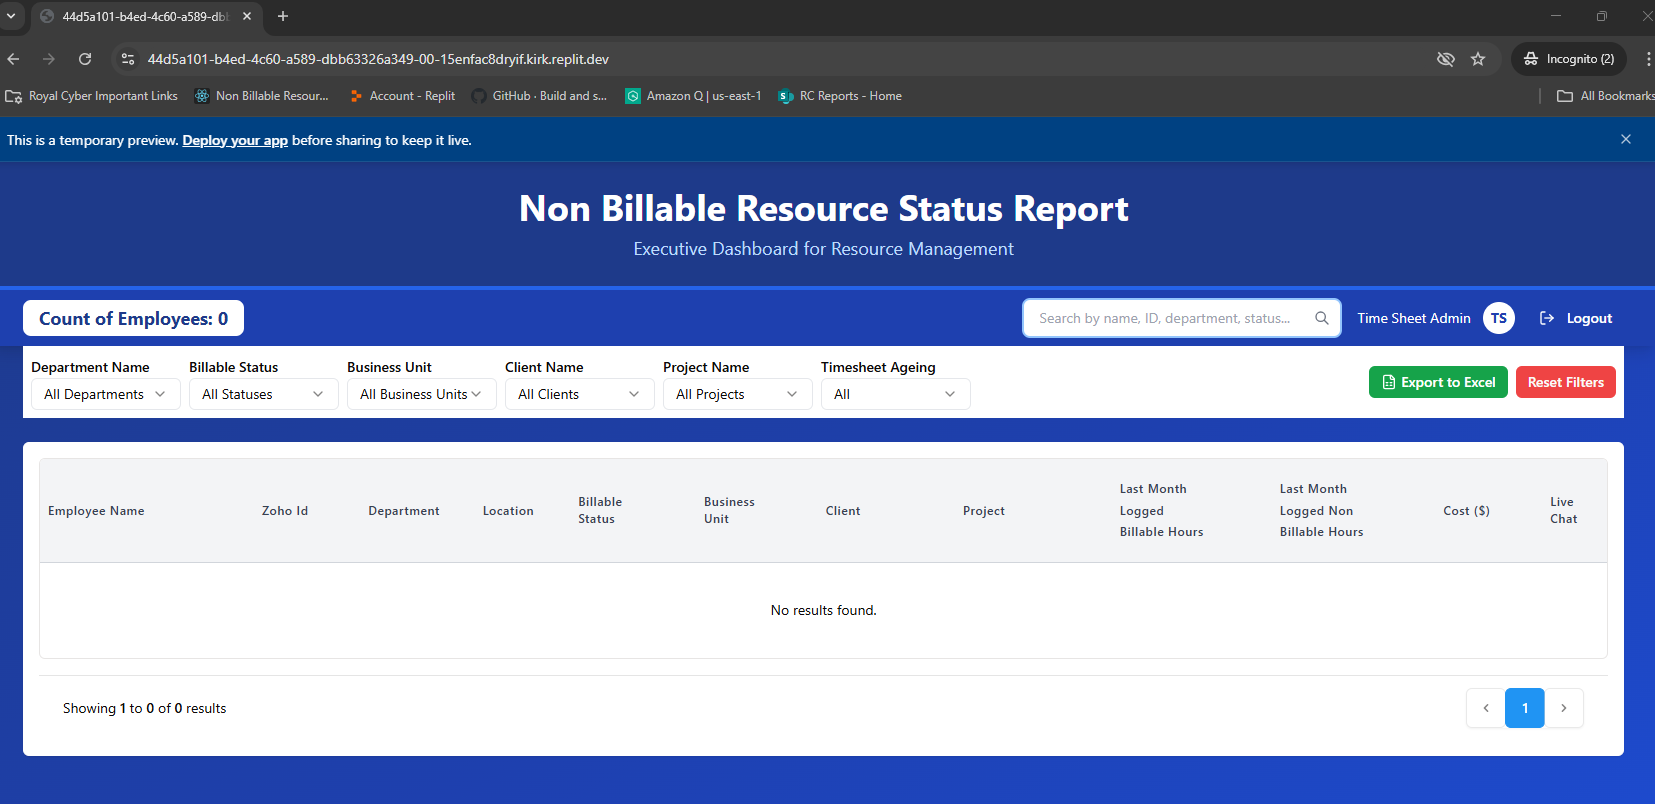 44d5a101-b4ed-4c60-a589-dbb
44d5a101-b4ed-4c60-a589-dbb63326a349-00-15enfac8dryif.kirk.replit.dev
Incognito (2)
Royal Cyber Important Links
Non Billable Resour...
Account - Replit
GitHub · Build and s...
Amazon Q | us-east-1
RC Reports - Home
All Bookmarks
This is a temporary preview. Deploy your app before sharing to keep it live.
Non Billable Resource Status Report
Executive Dashboard for Resource Management
Count of Employees: 0
Search by name, ID, department, status...
Time Sheet Admin
TS
Logout
Department Name
Billable Status
Business Unit
Client Name
Project Name
Timesheet Ageing
All Departments
All Statuses
All Business Units
All Clients
All Projects
All
Export to Excel
Reset Filters
Employee Name
Zoho Id
Department
Location
Billable
Status
Business
Unit
Client
Project
Last Month
Logged
Billable Hours
Last Month
Logged Non
Billable Hours
Cost ($)
Live
Chat
No results found.
Showing 1 to 0 of 0 results
1